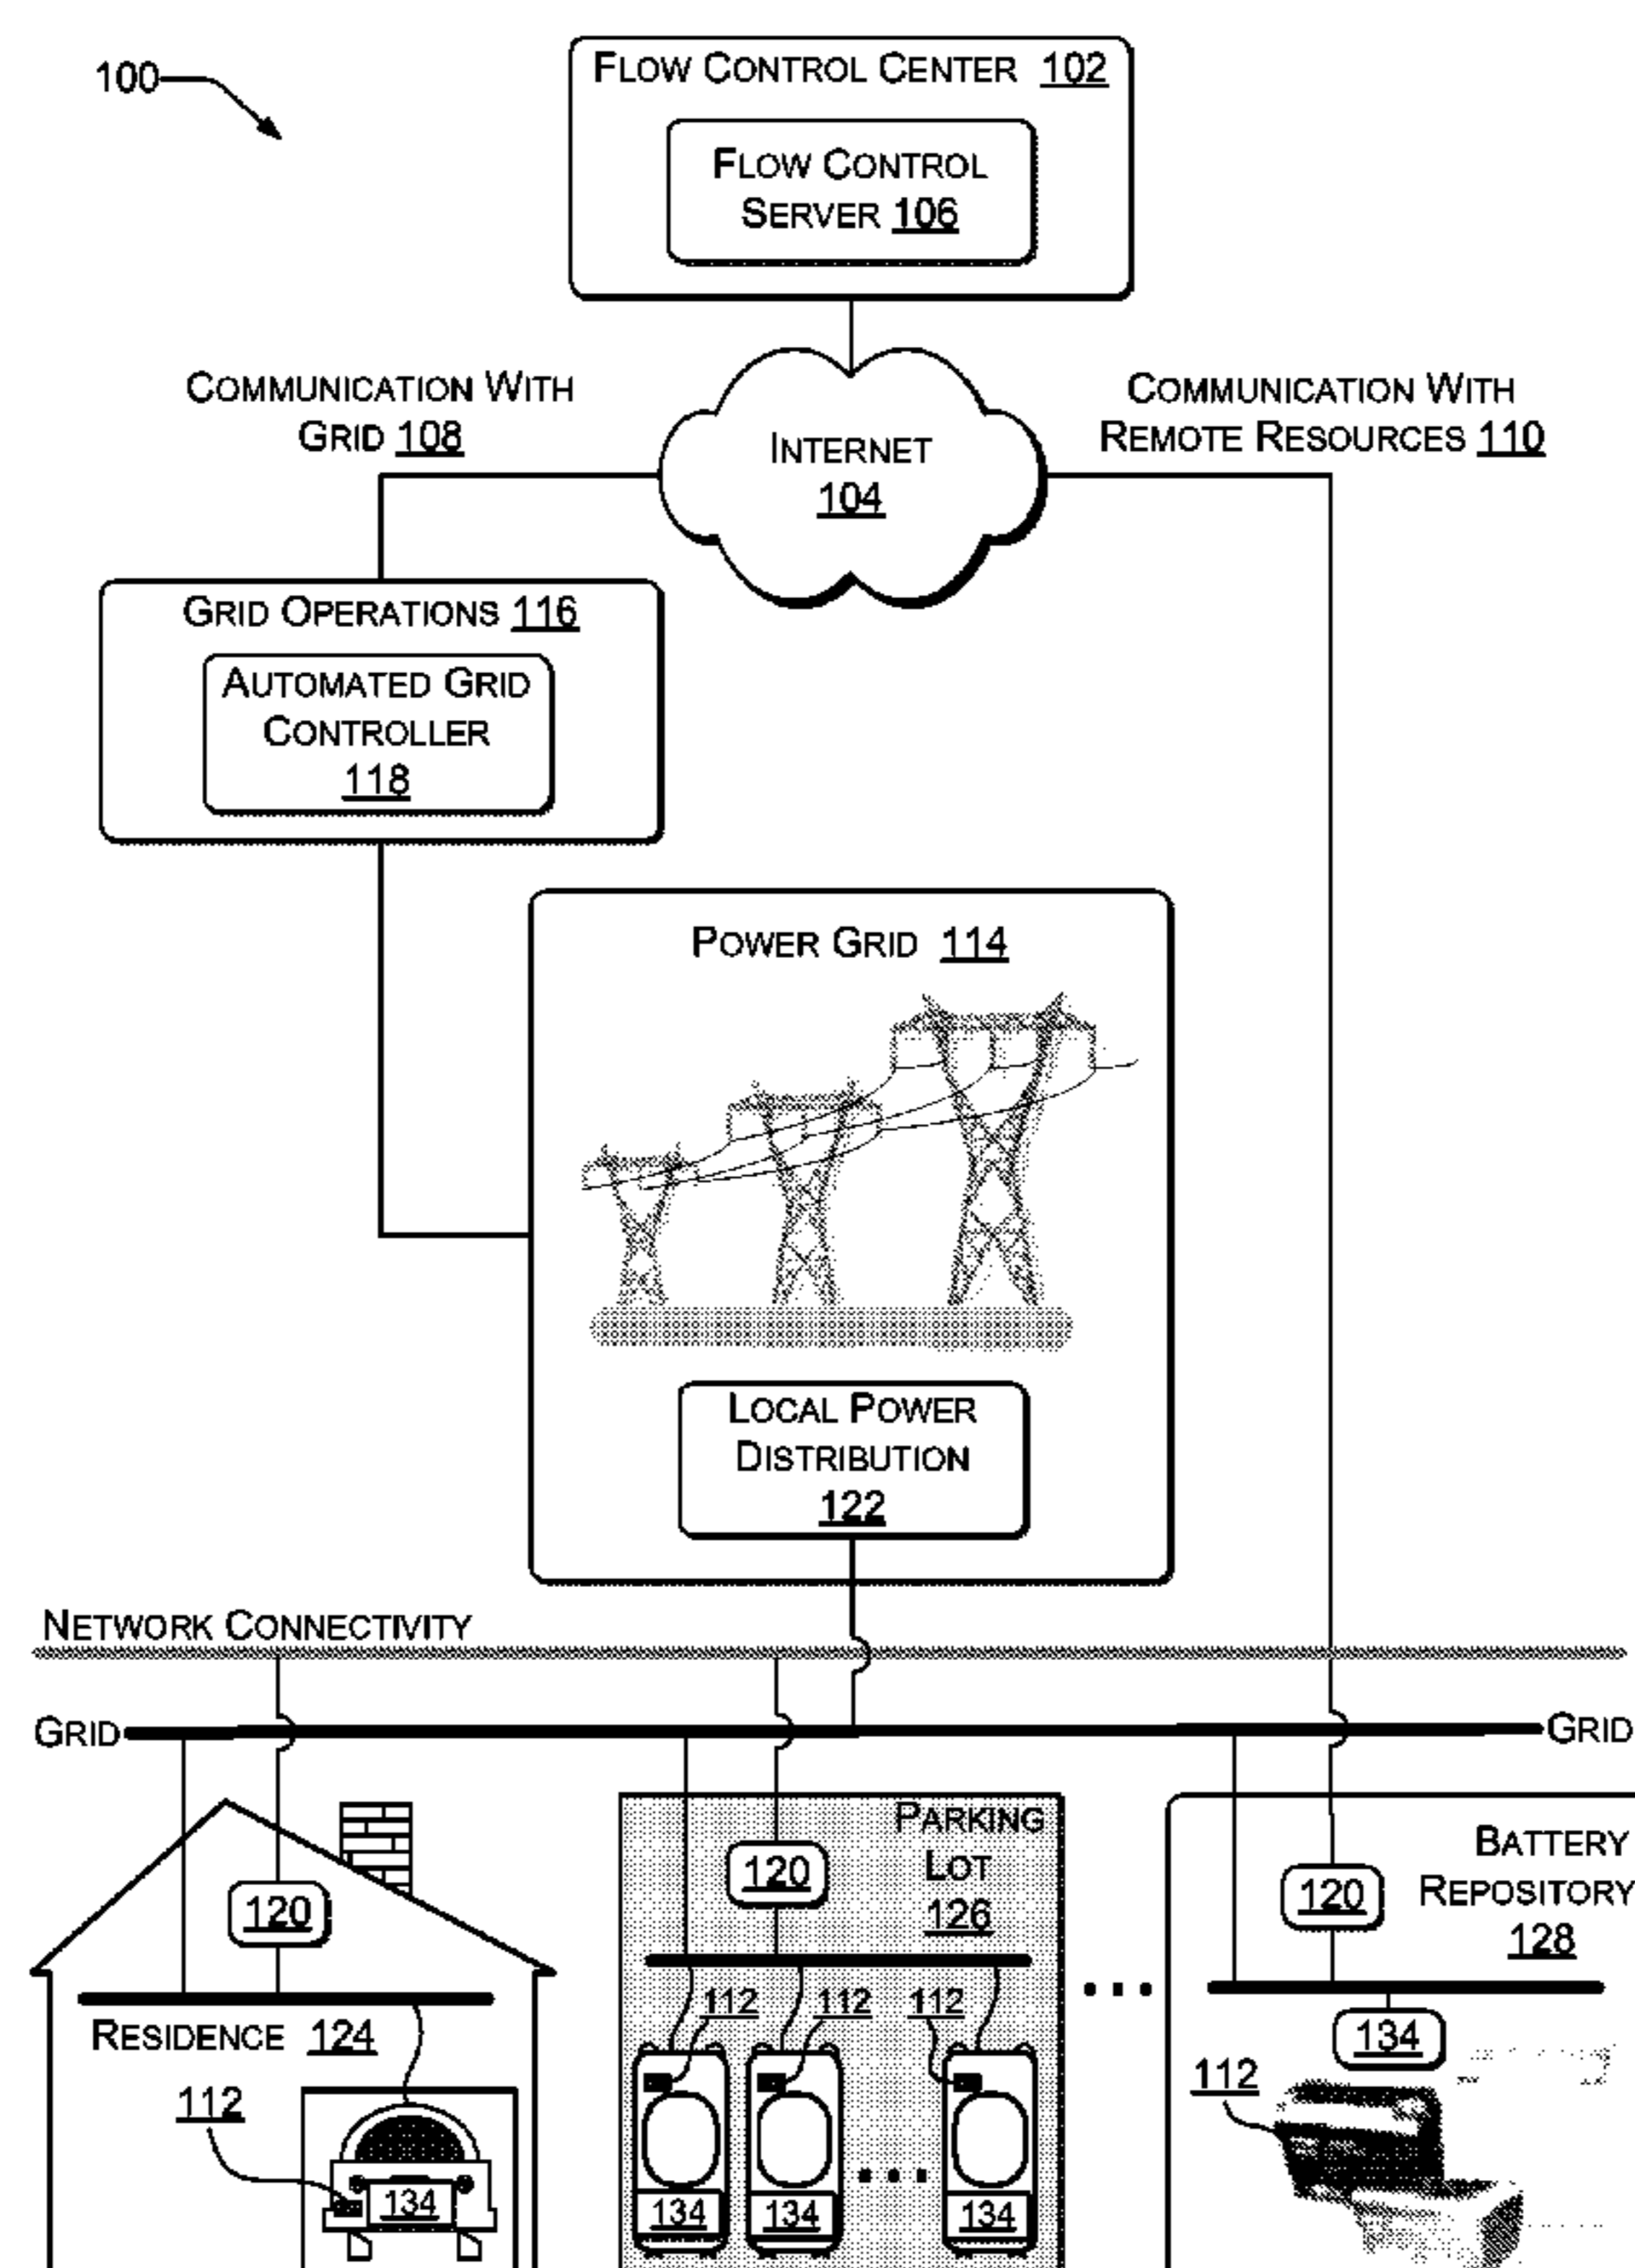 100
FLOW CONTROL CENTER 102
FLOW CONTROL
SERVER 106
COMMUNICATION WITH
GRID 108
INTERNET
104
COMMUNICATION WITH
REMOTE RESOURCES 110
GRID OPERATIONS 116
AUTOMATED GRID
CONTROLLER
118
POWER GRID 114
LOCAL POWER
DISTRIBUTION
122
NETWORK CONNECTIVITY
GRID
GRID
120
RESIDENCE 124
112
134
PARKING
LOT
126
120
112
112
112
134
134
134
BATTERY
REPOSITORY
128
120
134
112